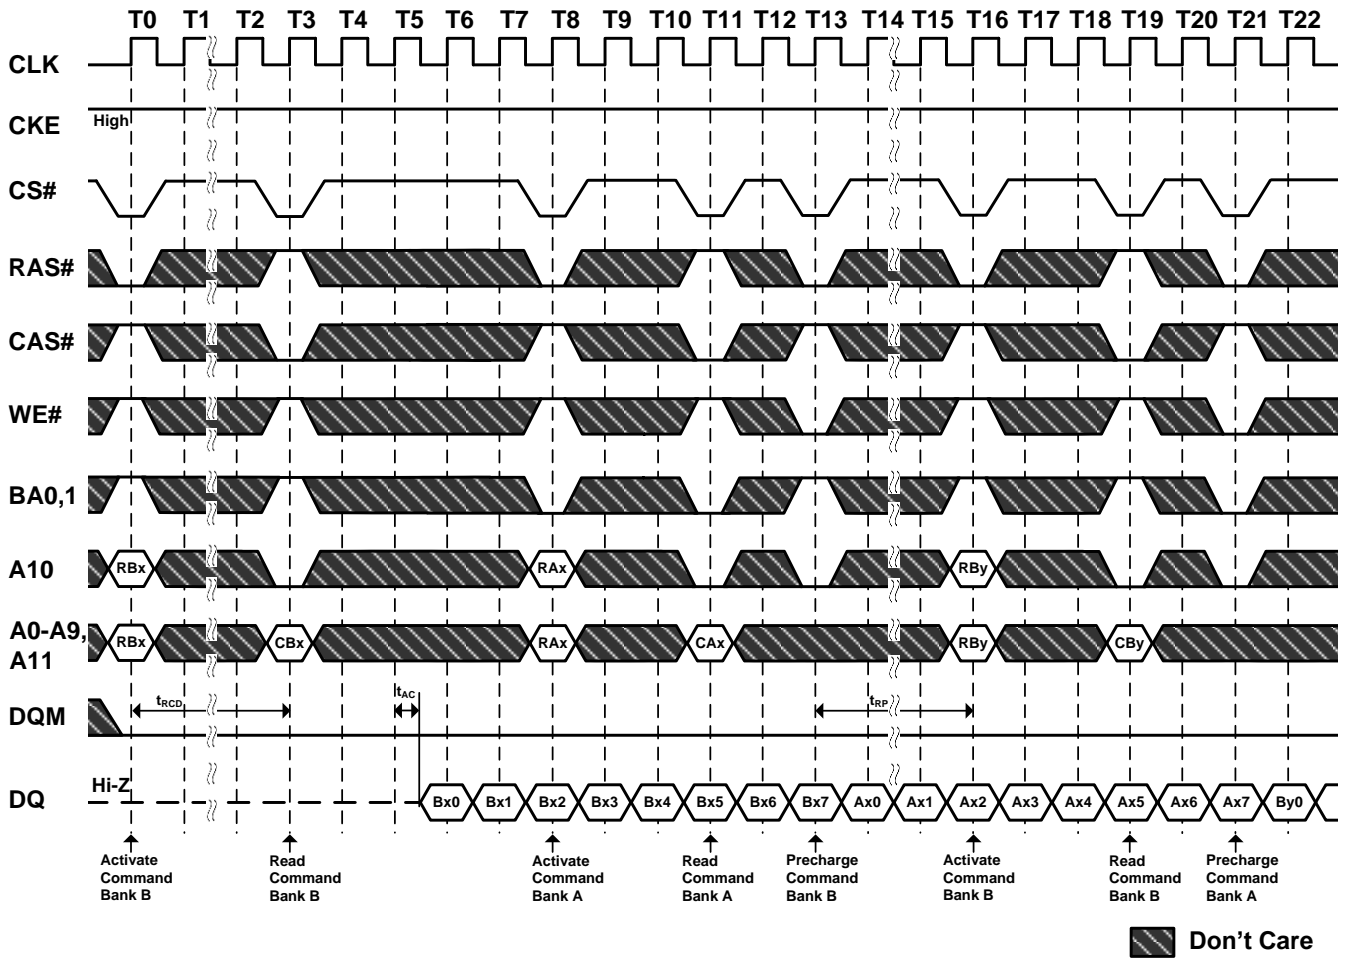 T0 T1 T2 T3 T4 T5 T6 T7 T8 T9 T10 T11 T12 T13 T14 T15 T16 T17 T18 T19 T20 T21 T22
CLK
CKE High
CS#
RAS#
CAS#
WE#
BA0,1
A10 RBx RAx RBy
A0-A9,
A11 RBx CBx RAx CAx RBy CBy
DQM tRCD tAC tRP
DQ Hi-Z Bx0 Bx1 Bx2 Bx3 Bx4 Bx5 Bx6 Bx7 Ax0 Ax1 Ax2 Ax3 Ax4 Ax5 Ax6 Ax7 By0
Activate
Command
Bank B
Read
Command
Bank B
Activate
Command
Bank A
Read
Command
Bank A
Precharge
Command
Bank B
Activate
Command
Bank B
Read
Command
Bank B
Precharge
Command
Bank A
Don't Care